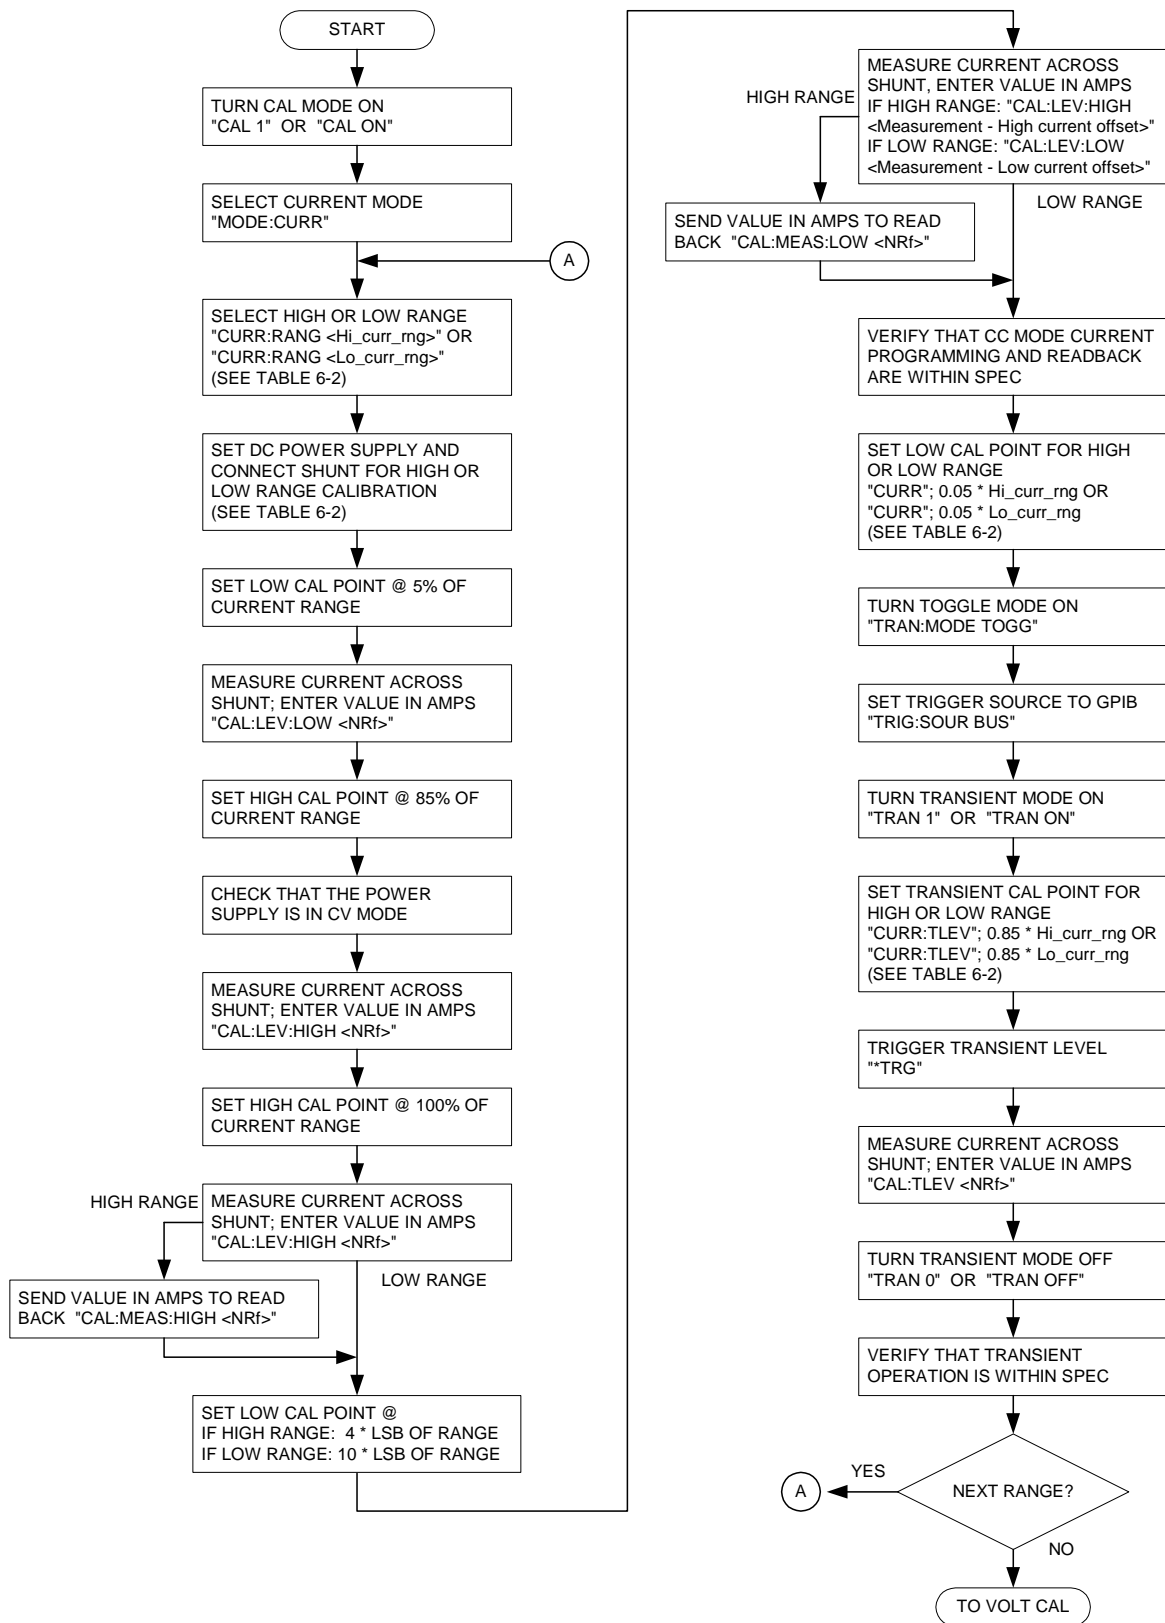 START
TURN CAL MODE ON
"CAL 1"  OR  "CAL ON"
SELECT CURRENT MODE
"MODE:CURR"
A
SELECT HIGH OR LOW RANGE
"CURR:RANG <Hi_curr_rng>" OR
"CURR:RANG <Lo_curr_rng>"
(SEE TABLE 6-2)
SET DC POWER SUPPLY AND
CONNECT SHUNT FOR HIGH OR
LOW RANGE CALIBRATION
(SEE TABLE 6-2)
SET LOW CAL POINT @ 5% OF
CURRENT RANGE
MEASURE CURRENT ACROSS
SHUNT; ENTER VALUE IN AMPS
"CAL:LEV:LOW <NRf>"
SET HIGH CAL POINT @ 85% OF
CURRENT RANGE
CHECK THAT THE POWER
SUPPLY IS IN CV MODE
MEASURE CURRENT ACROSS
SHUNT; ENTER VALUE IN AMPS
"CAL:LEV:HIGH <NRf>"
SET HIGH CAL POINT @ 100% OF
CURRENT RANGE
HIGH RANGE
MEASURE CURRENT ACROSS
SHUNT; ENTER VALUE IN AMPS
"CAL:LEV:HIGH <NRf>"
LOW RANGE
SEND VALUE IN AMPS TO READ
BACK  "CAL:MEAS:HIGH <NRf>"
SET LOW CAL POINT @
IF HIGH RANGE:  4 * LSB OF RANGE
IF LOW RANGE: 10 * LSB OF RANGE
MEASURE CURRENT ACROSS
SHUNT, ENTER VALUE IN AMPS
IF HIGH RANGE: "CAL:LEV:HIGH
<Measurement - High current offset>"
IF LOW RANGE: "CAL:LEV:LOW
<Measurement - Low current offset>"
HIGH RANGE
LOW RANGE
SEND VALUE IN AMPS TO READ
BACK  "CAL:MEAS:LOW <NRf>"
VERIFY THAT CC MODE CURRENT
PROGRAMMING AND READBACK
ARE WITHIN SPEC
SET LOW CAL POINT FOR HIGH
OR LOW RANGE
"CURR"; 0.05 * Hi_curr_rng OR
"CURR"; 0.05 * Lo_curr_rng
(SEE TABLE 6-2)
TURN TOGGLE MODE ON
"TRAN:MODE TOGG"
SET TRIGGER SOURCE TO GPIB
"TRIG:SOUR BUS"
TURN TRANSIENT MODE ON
"TRAN 1"  OR  "TRAN ON"
SET TRANSIENT CAL POINT FOR
HIGH OR LOW RANGE
"CURR:TLEV"; 0.85 * Hi_curr_rng OR
"CURR:TLEV"; 0.85 * Lo_curr_rng
(SEE TABLE 6-2)
TRIGGER TRANSIENT LEVEL
"*TRG"
MEASURE CURRENT ACROSS
SHUNT; ENTER VALUE IN AMPS
"CAL:TLEV <NRf>"
TURN TRANSIENT MODE OFF
"TRAN 0"  OR  "TRAN OFF"
VERIFY THAT TRANSIENT
OPERATION IS WITHIN SPEC
NEXT RANGE?
YES
A
NO
TO VOLT CAL